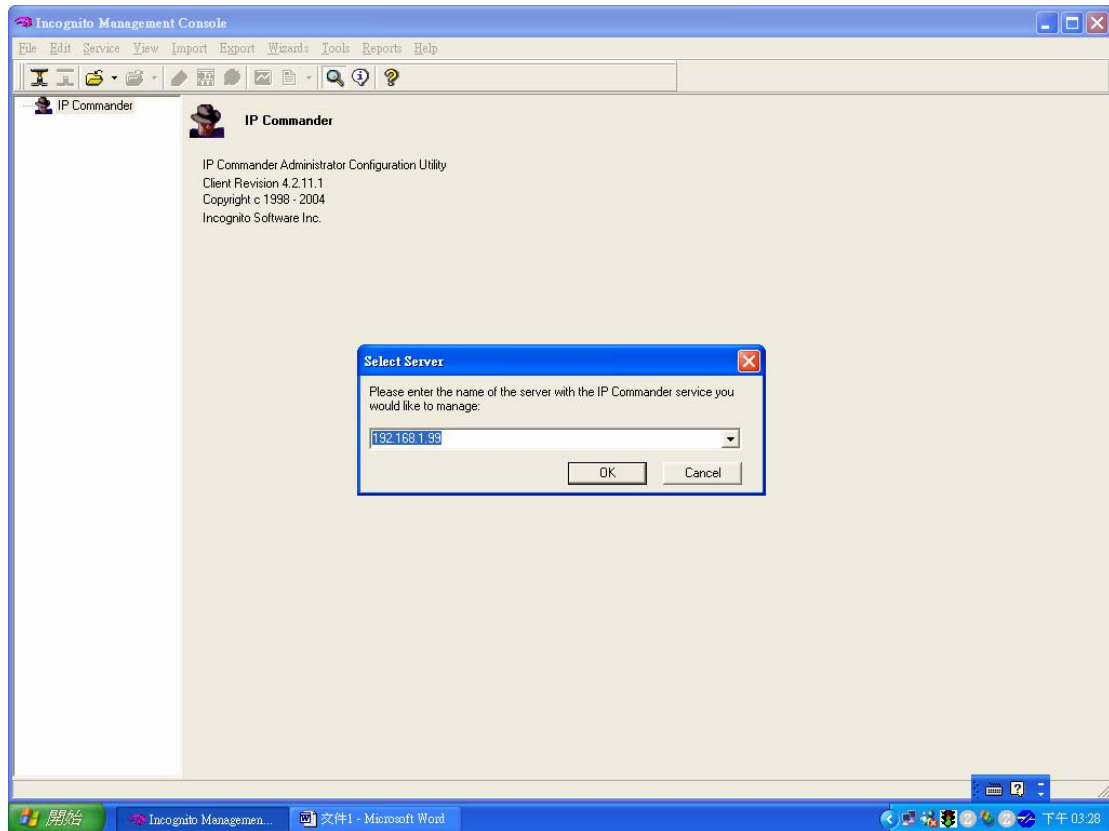 Incognito Management Console
File Edit Service View Import Export Wizards Tools Reports Help
IP Commander
IP Commander
IP Commander Administrator Configuration Utility
Client Revision 4.2.11.1
Copyright c 1998 - 2004
Incognito Software Inc.
Select Server
Please enter the name of the server with the IP Commander service you
would like to manage:
192.168.1.99
OK Cancel
開始 Incognito Managemen... 文件1 - Microsoft Word 下午 03:28